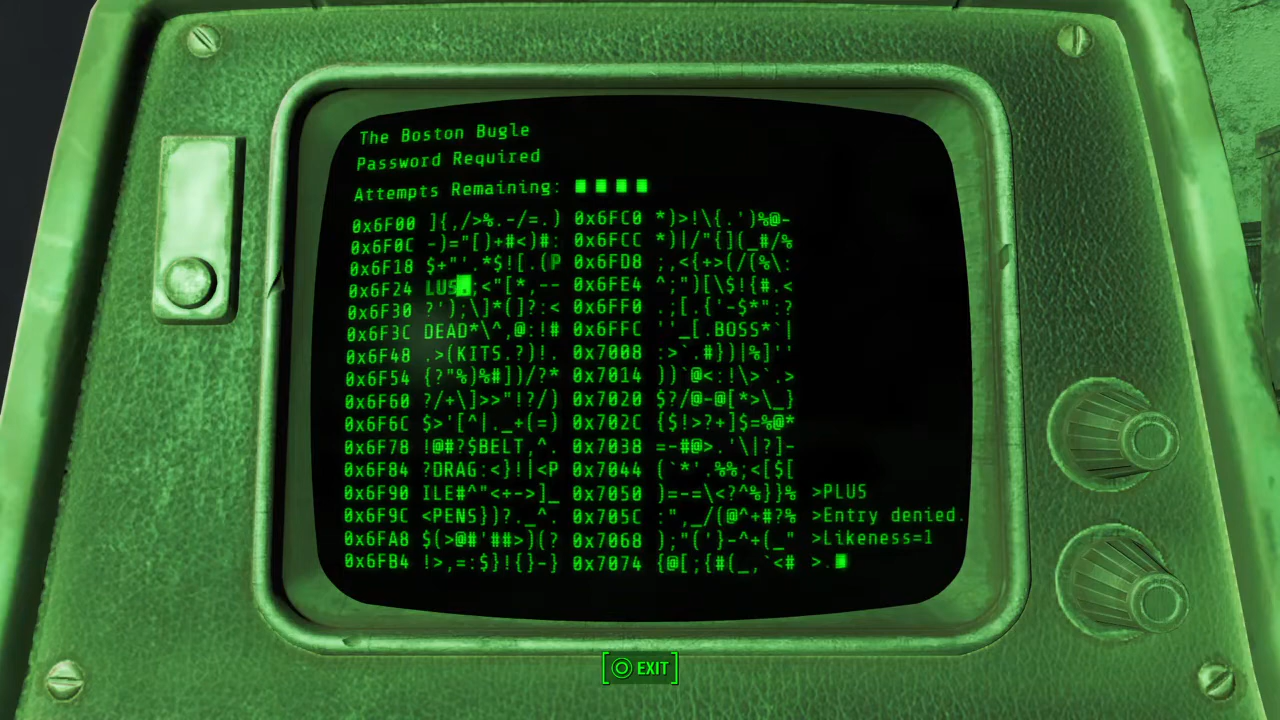 The Boston Bugle
Password Required
Attempts Remaining: ■ ■ ■ ■
0x6F00 ]{,/>%.-/=.) 0x6FC0 *)>!\{.')%@-
0x6F0C -)="[)+#<)#: 0x6FCC *)|/"{](_#/%
0x6F18 $+"'.*$![.(P 0x6FD8 ;,<{+>(/(%\:
0x6F24 LUS.;<"[*,-- 0x6FE4 ^;")[\$!{#.<
0x6F30 ?');\]*(]?:< 0x6FF0 .;[.{'-$*":?
0x6F3C DEAD*\^,@:!# 0x6FFC ''_[.BOSS*`|
0x6F48 .>(KITS.?)!. 0x7008 :>`.#})|%]''
0x6F54 {?"%)%#])/?* 0x7014 ))`@<:!\>`.>
0x6F60 ?/+\]>>"!?/) 0x7020 $?/@-@[*>\_}
0x6F6C $>'[^|._+(=) 0x702C {$!>?+]$=%@*
0x6F78 !@#?$BELT,^. 0x7038 =-#@>.'\|?]-
0x6F84 ?DRAG:<}!|<P 0x7044 (`*'.%%;<[$[
0x6F90 ILE#^"<+->]_ 0x7050 )=-=\<?^%}}% >PLUS
0x6F9C <PENS})?._^. 0x705C :",_/(@^+#?% >Entry denied.
0x6FA8 $(>@#'##>)(? 0x7068 );"('}-^+(_" >Likeness=1
0x6FB4 !>,=:$}!{}-} 0x7074 {@[;{#(_,`<# >.■
EXIT